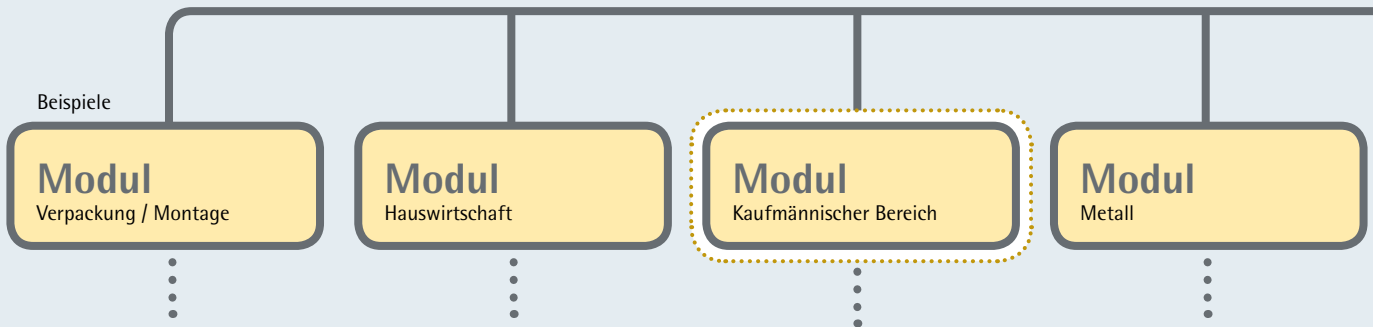 Beispiele
Modul
Verpackung / Montage
Modul
Hauswirtschaft
Modul
Kaufmännischer Bereich
Modul
Metall